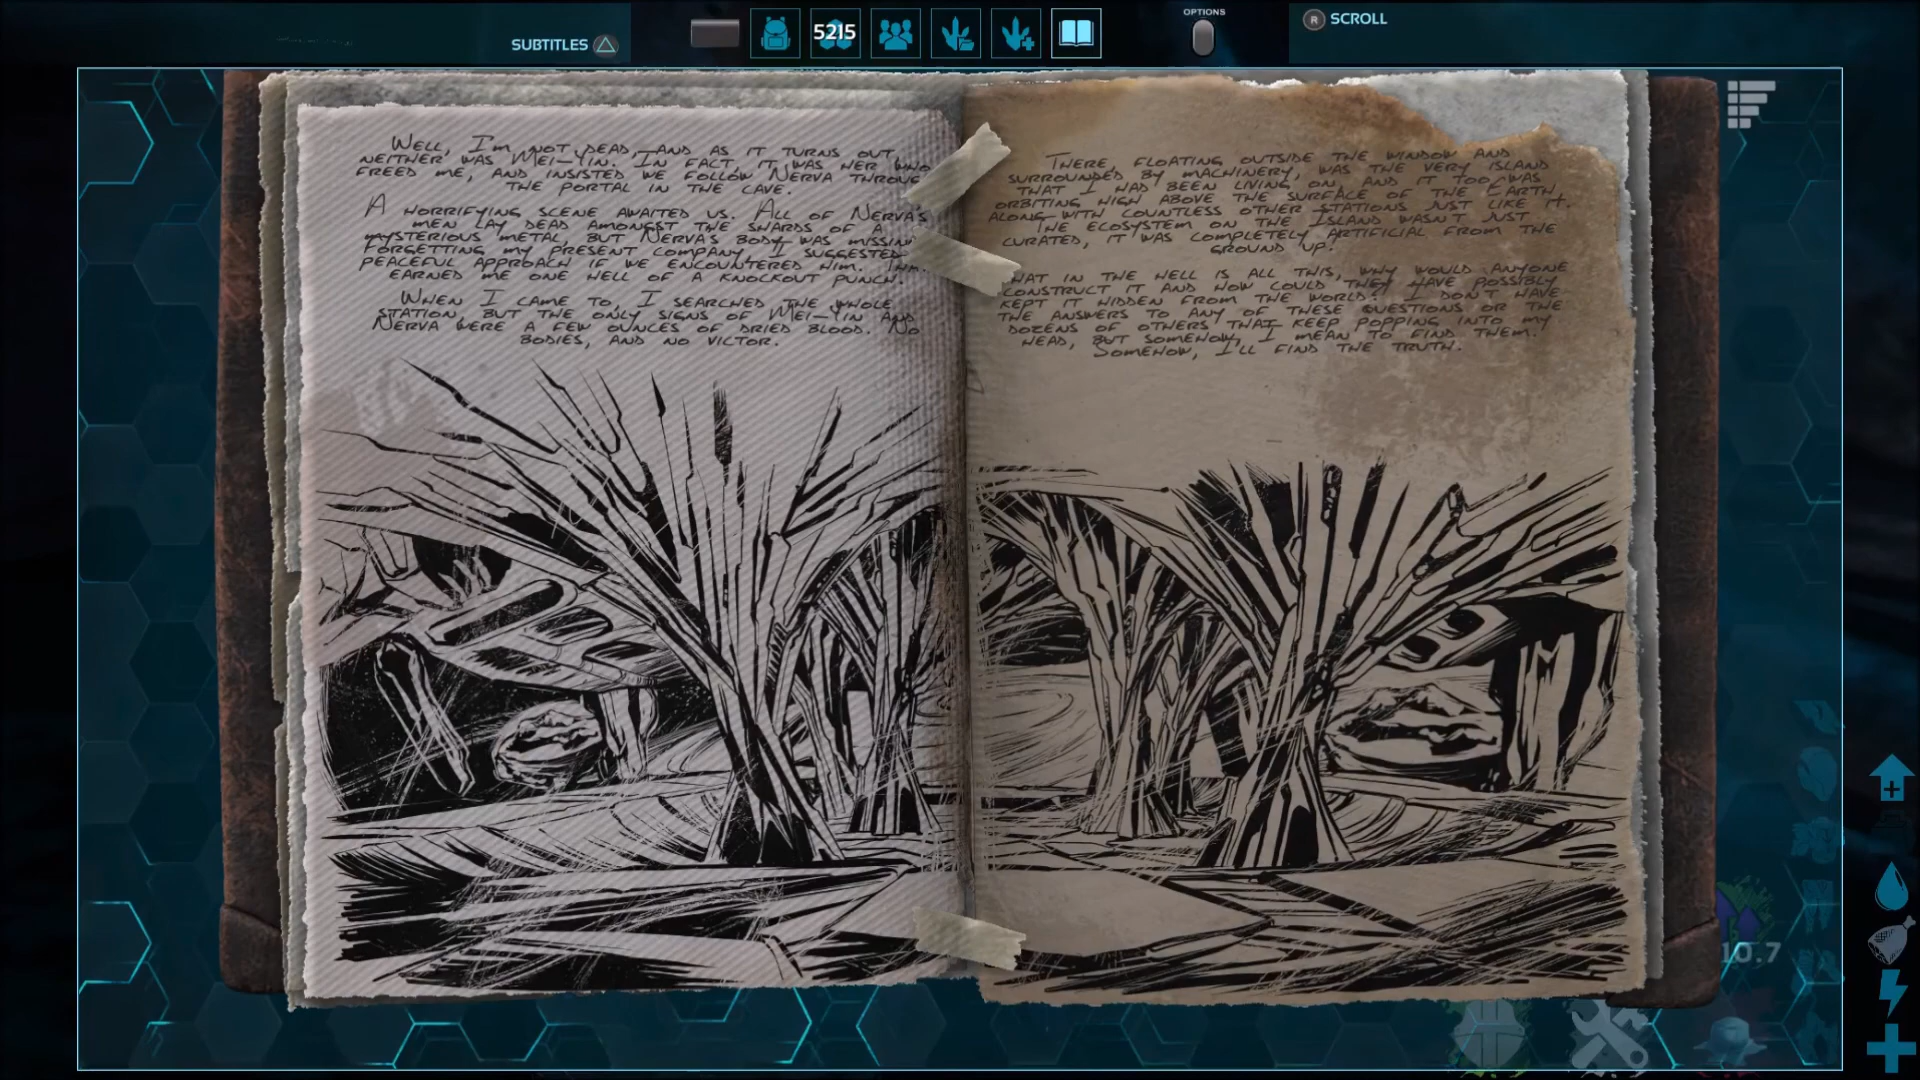 SUBTITLES
5215
OPTIONS
R SCROLL
WELL, I'M NOT DEAD, AND AS IT TURNS OUT,
NEITHER WAS MEI-YIN. IN FACT, IT WAS HER WHO
FREED ME, AND INSISTED WE FOLLOW NERVA THROUG
THE PORTAL IN THE CAVE.
A HORRIFYING SCENE AWAITED US. ALL OF NERVA'S
MEN LAY DEAD AMONGST THE SHARDS OF A
MYSTERIOUS METAL, BUT NERVA'S BODY WAS MISSIN
FORGETTING MY PRESENT COMPANY, I SUGGESTED
PEACEFUL APPROACH IF WE ENCOUNTERED HIM. THI
EARNED ME ONE HELL OF A KNOCKOUT PUNCH.
WHEN I CAME TO, I SEARCHED THE WHOLE
STATION, BUT THE ONLY SIGNS OF MEI-YIN AND
NERVA WERE A FEW OUNCES OF DRIED BLOOD. NO
BODIES, AND NO VICTOR.
THERE, FLOATING OUTSIDE THE WINDOW AND
SURROUNDED BY MACHINERY, WAS THE VERY ISLAND
THAT I HAD BEEN LIVING ON, AND IT TOO WAS
ORBITING HIGH ABOVE THE SURFACE OF THE EARTH,
ALONG WITH COUNTLESS OTHER STATIONS JUST LIKE IT.
THE ECOSYSTEM ON THE ISLAND WASN'T JUST
CURATED, IT WAS COMPLETELY ARTIFICIAL FROM THE
GROUND UP.
HAT IN THE HELL IS ALL THIS, WHY WOULD ANYONE
CONSTRUCT IT AND HOW COULD THEY HAVE POSSIBLY
KEPT IT HIDDEN FROM THE WORLD? I DON'T HAVE
THE ANSWERS TO ANY OF THESE QUESTIONS OR THE
DOZENS OF OTHERS THAT KEEP POPPING INTO MY
HEAD, BUT SOMEHOW, I MEAN TO FIND THEM.
SOMEHOW, I'LL FIND THE TRUTH.
10.7